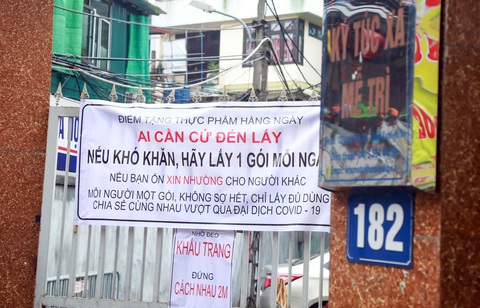 ĐIỂM TẶNG THỰC PHẨM HÀNG NGÀY
AI CẦN CỨ ĐẾN LẤY
NẾU KHÓ KHĂN, HÃY LẤY 1 GÓI MỖI NGÀ
NẾU BẠN ỔN XIN NHƯỜNG CHO NGƯỜI KHÁC
MỖI NGƯỜI MỘT GÓI, KHÔNG SỢ HẾT, CHỈ LẤY ĐỦ DÙNG
CHIA SẺ CÙNG NHAU VƯỢT QUA ĐẠI DỊCH COVID - 19
NHỚ ĐEO
KHẨU TRANG
ĐỨNG
CÁCH NHAU 2M
KÝ TÚC XÁ
MỄ TRÌ
182